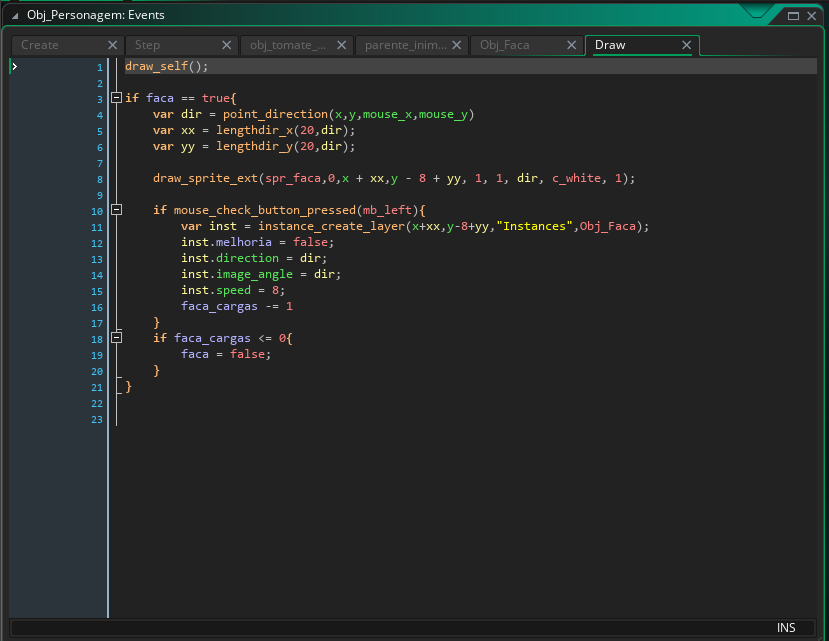 Obj_Personagem: Events
Create Step obj_tomate_... parente_inim... Obj_Faca Draw
1 draw_self();
2
3 if faca == true{
4 var dir = point_direction(x,y,mouse_x,mouse_y)
5 var xx = lengthdir_x(20,dir);
6 var yy = lengthdir_y(20,dir);
7
8 draw_sprite_ext(spr_faca,0,x + xx,y - 8 + yy, 1, 1, dir, c_white, 1);
9
10 if mouse_check_button_pressed(mb_left){
11 var inst = instance_create_layer(x+xx,y-8+yy,"Instances",Obj_Faca);
12 inst.melhoria = false;
13 inst.direction = dir;
14 inst.image_angle = dir;
15 inst.speed = 8;
16 faca_cargas -= 1
17 }
18 if faca_cargas <= 0{
19 faca = false;
20 }
21 }
22
23
INS